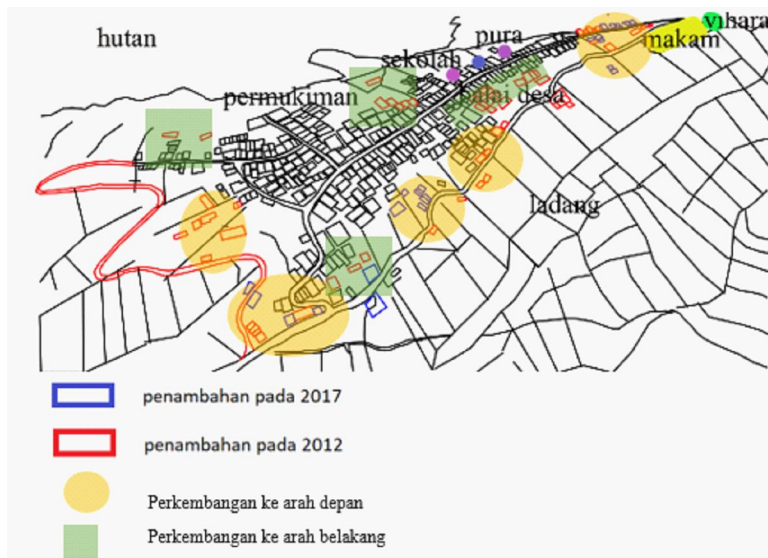 hutan
vihara
pura
makam
sekolah
permukiman
balai desa
ladang
penambahan pada 2017
penambahan pada 2012
Perkembangan ke arah depan
Perkembangan ke arah belakang